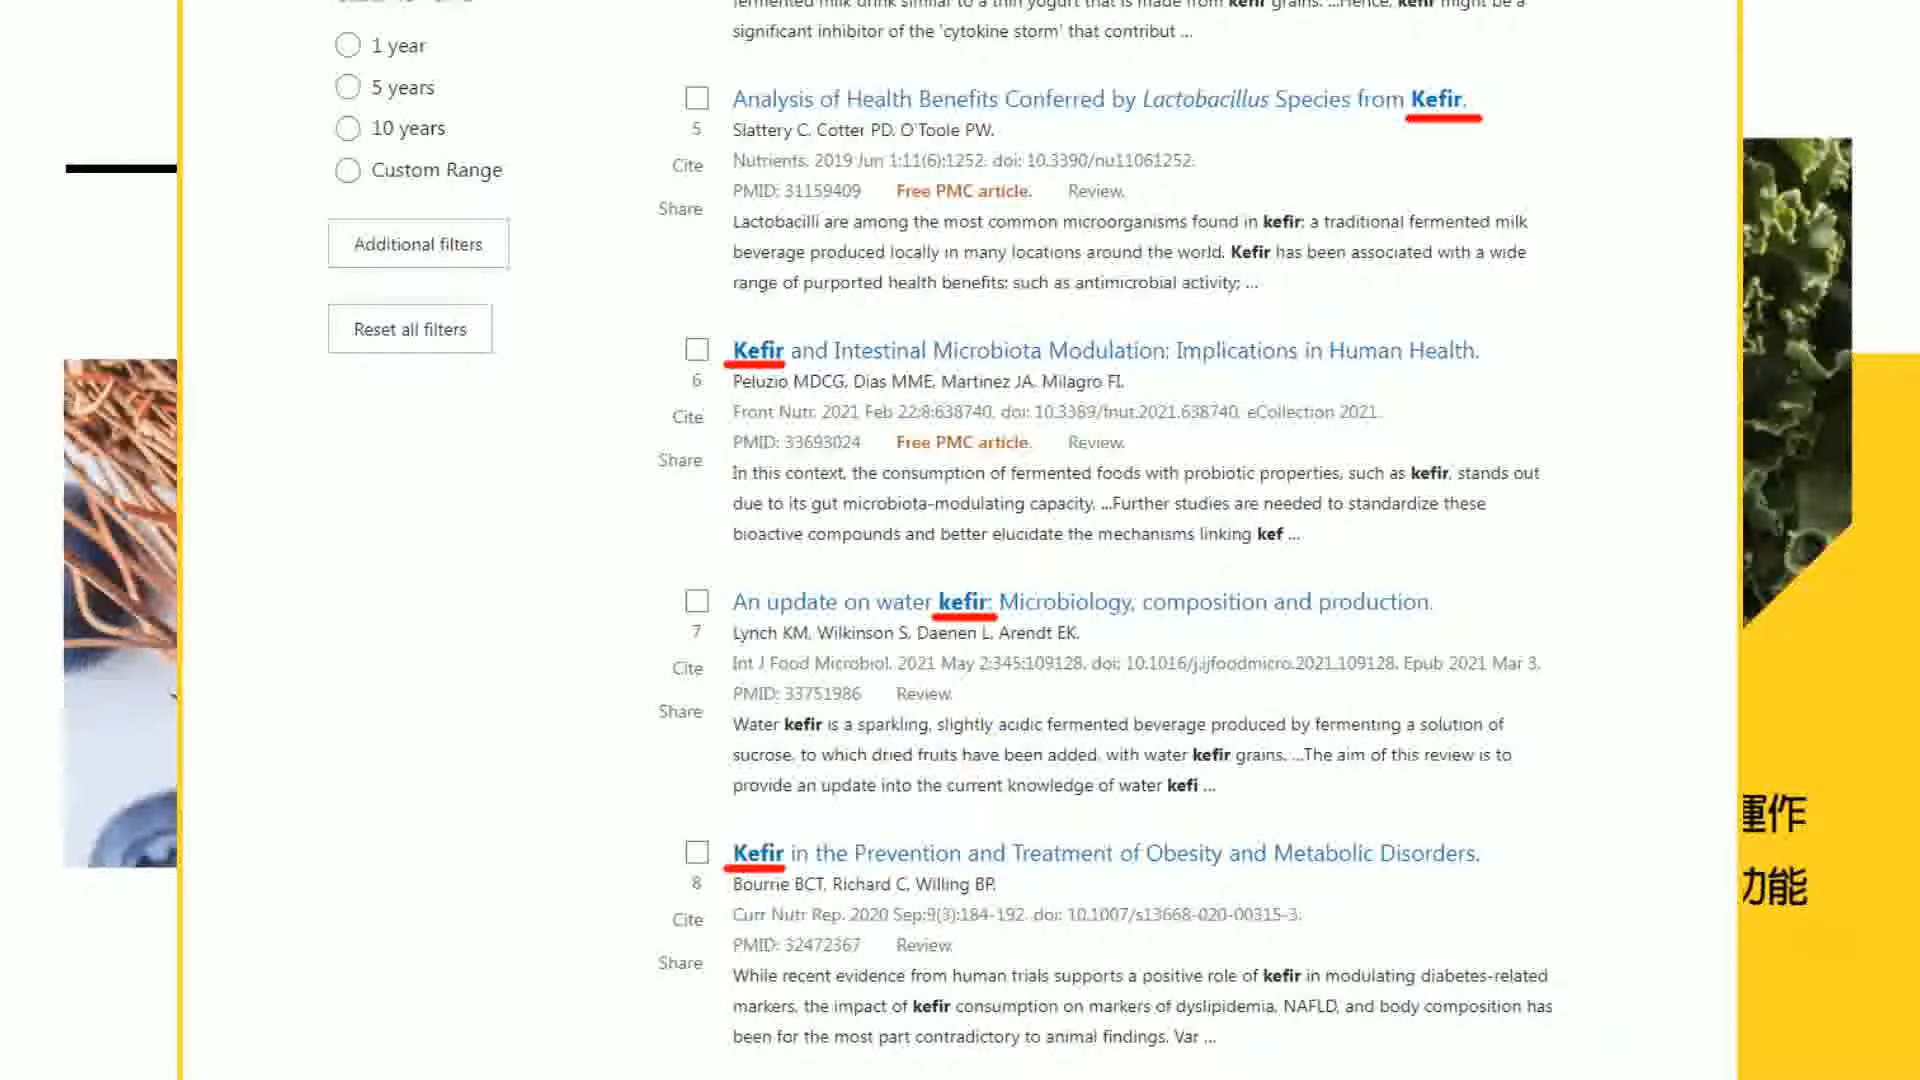 1 year
5 years
10 years
Custom Range
Additional filters
Reset all filters
fermented milk drink similar to a thin yogurt that is made from kefir grains. ...Hence, kefir might be a
significant inhibitor of the 'cytokine storm' that contribut ...
Analysis of Health Benefits Conferred by Lactobacillus Species from Kefir.
5
Slattery C, Cotter PD, O'Toole PW.
Cite
Nutrients. 2019 Jun 1;11(6):1252. doi: 10.3390/nu11061252.
PMID: 31159409 Free PMC article. Review.
Share
Lactobacilli are among the most common microorganisms found in kefir; a traditional fermented milk
beverage produced locally in many locations around the world. Kefir has been associated with a wide
range of purported health benefits; such as antimicrobial activity; ...
Kefir and Intestinal Microbiota Modulation: Implications in Human Health.
6
Peluzio MDCG, Dias MME, Martinez JA, Milagro FI.
Cite
Front Nutr. 2021 Feb 22;8:638740. doi: 10.3389/fnut.2021.638740. eCollection 2021.
PMID: 33693024 Free PMC article. Review.
Share
In this context, the consumption of fermented foods with probiotic properties, such as kefir, stands out
due to its gut microbiota-modulating capacity. ...Further studies are needed to standardize these
bioactive compounds and better elucidate the mechanisms linking kef ...
An update on water kefir: Microbiology, composition and production.
7
Lynch KM, Wilkinson S, Daenen L, Arendt EK.
Cite
Int J Food Microbiol. 2021 May 2;345:109128. doi: 10.1016/j.ijfoodmicro.2021.109128. Epub 2021 Mar 3.
PMID: 33751986 Review.
Share
Water kefir is a sparkling, slightly acidic fermented beverage produced by fermenting a solution of
sucrose, to which dried fruits have been added, with water kefir grains. ...The aim of this review is to
provide an update into the current knowledge of water kefi ...
Kefir in the Prevention and Treatment of Obesity and Metabolic Disorders.
8
Bourrie BCT, Richard C, Willing BP.
Cite
Curr Nutr Rep. 2020 Sep;9(3):184-192. doi: 10.1007/s13668-020-00315-3.
PMID: 32472367 Review.
Share
While recent evidence from human trials supports a positive role of kefir in modulating diabetes-related
markers, the impact of kefir consumption on markers of dyslipidemia, NAFLD, and body composition has
been for the most part contradictory to animal findings. Var ...
運作
功能